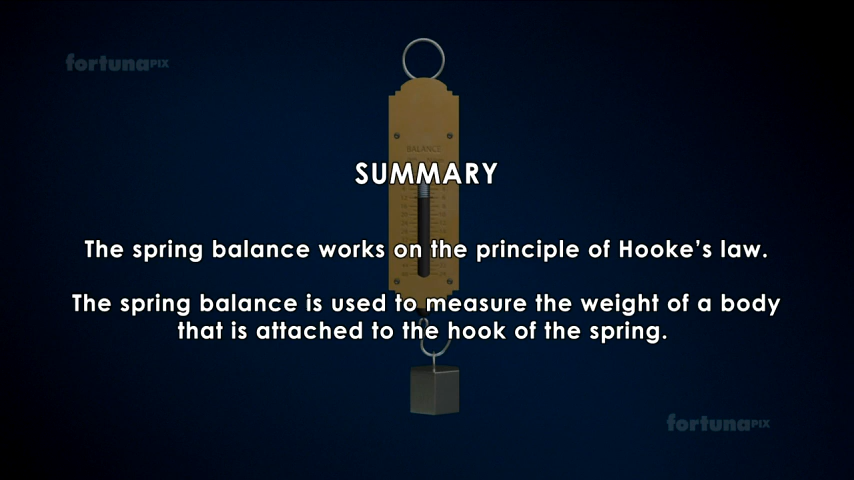 fortunaPIX
BALANCE
SUMMARY
The spring balance works on the principle of Hooke's law.
The spring balance is used to measure the weight of a body
that is attached to the hook of the spring.
fortunaPIX